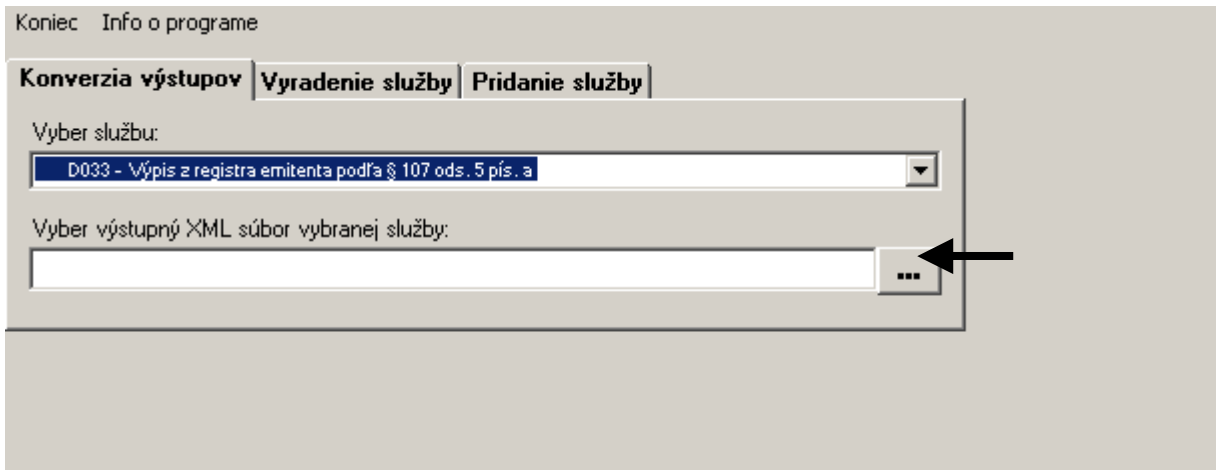 Koniec Info o programe
Konverzia výstupov Vyradenie služby Pridanie služby
Vyber službu:
D033 - Výpis z registra emitenta podľa § 107 ods. 5 pís. a
Vyber výstupný XML súbor vybranej služby:
...